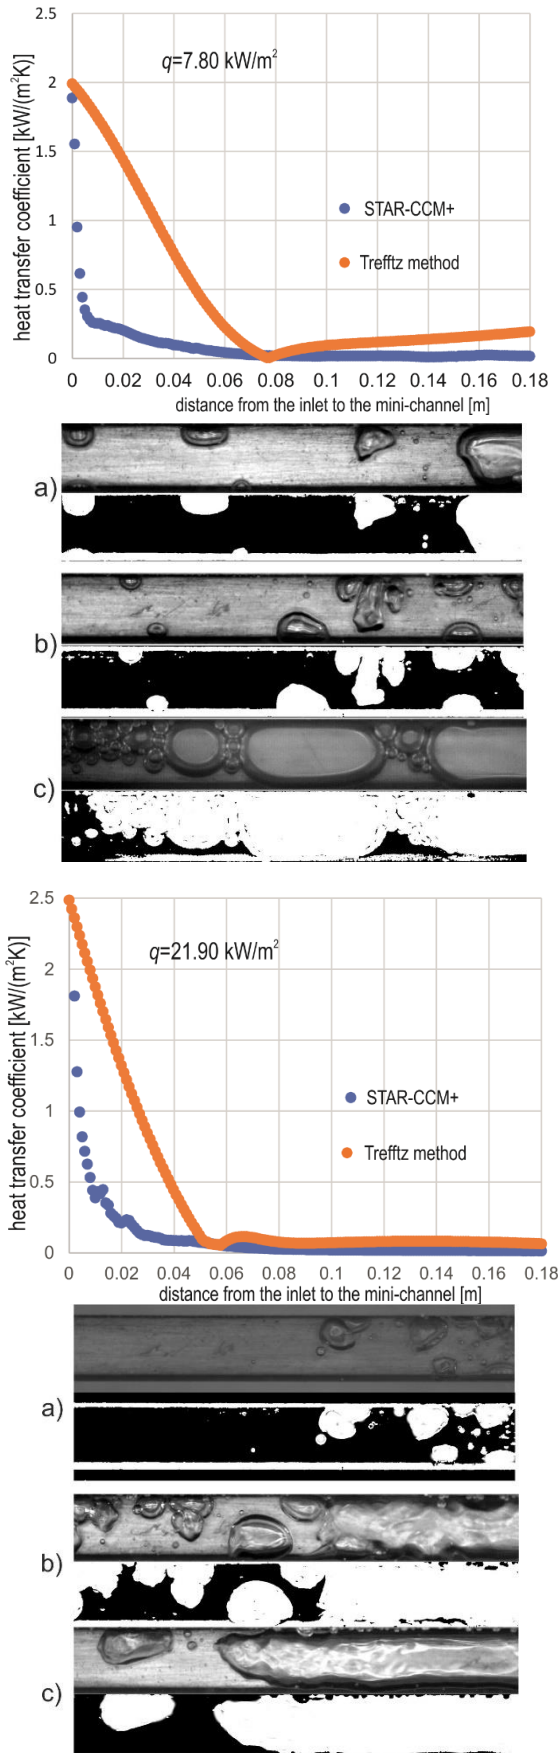 heat transfer coefficient [kW/(m²K)]
2.5
2
1.5
1
0.5
0
q=7.80 kW/m²
STAR-CCM+
Trefftz method
0 0.02 0.04 0.06 0.08 0.1 0.12 0.14 0.16 0.18
distance from the inlet to the mini-channel [m]
a)
b)
c)
heat transfer coefficient [kW/(m²K)]
2.5
2
1.5
1
0.5
0
q=21.90 kW/m²
STAR-CCM+
Trefftz method
0 0.02 0.04 0.06 0.08 0.1 0.12 0.14 0.16 0.18
distance from the inlet to the mini-channel [m]
a)
b)
c)